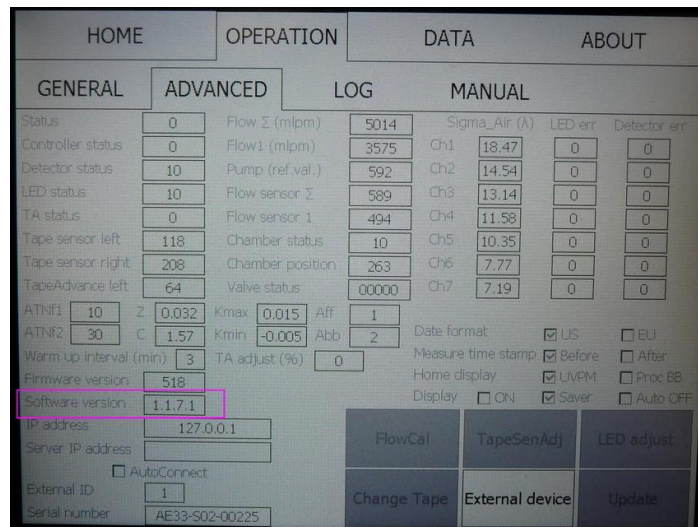 HOME OPERATION DATA ABOUT
GENERAL ADVANCED LOG MANUAL
Status 0 Flow Σ (mlpm) 5014 Sigma_Air (λ) LED err Detector err
Controller status 0 Flow1 (mlpm) 3575 Ch1 18.47 0 0
Detector status 10 Pump (ref.val.) 592 Ch2 14.54 0 0
LED status 10 Flow sensor Σ 589 Ch3 13.14 0 0
TA status 0 Flow sensor 1 494 Ch4 11.58 0 0
Tape sensor left 118 Chamber status 10 Ch5 10.35 0 0
Tape sensor right 208 Chamber position 263 Ch6 7.77 0 0
TapeAdvance left 64 Valve status 00000 Ch7 7.19 0 0
ATNf1 10 Z 0.032 Kmax 0.015 Aff 1
ATNf2 30 C 1.57 Kmin -0.005 Abb 2 Date format US EU
Warm up interval (min) 3 TA adjust (%) 0 Measure time stamp Before After
Firmware version 518 Home display UVPM Proc BB
Software version 1.1.7.1 Display ON Saver Auto OFF
IP address 127.0.0.1 FlowCal TapeSenAdj LED adjust
Server IP address
AutoConnect
External ID 1 Change Tape External device Update
Serial number AE33-S02-00225